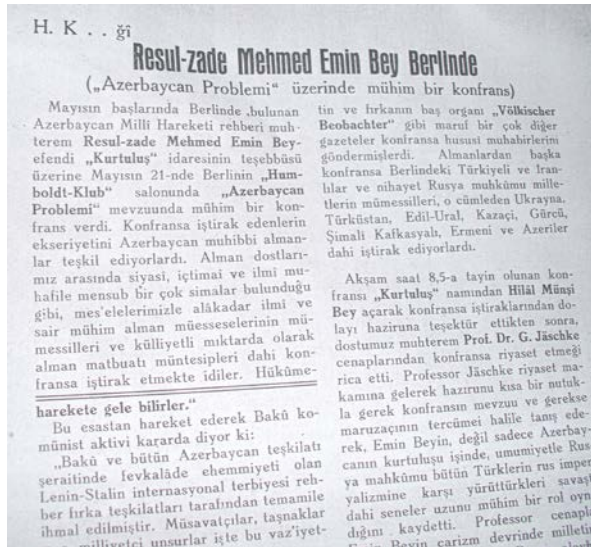 H. K . . ğî
Resul-zade Mehmed Emin Bey Berlinde
(„Azerbaycan Problemi“ üzerinde mühim bir konfrans)
Mayısın başlarında Berlinde bulunan
Azerbaycan Milli Hareketi rehberi muh-
terem Resul-zade Mehmed Emin Bey-
efendi „Kurtuluş“ idaresinin teşebbüsü
üzerine Mayısın 21-nde Berlinin „Hum-
boldt-Klub“ salonunda „Azerbaycan
Problemi“ mevzuunda mühim bir kon-
frans verdi. Konfransa iştirak edenlerin
ekseriyetini Azerbaycan muhibbi alman-
lar teşkil ediyorlardı. Alman dostları-
mız arasında siyasi, içtimai ve ilmi mu-
hafile mensub bir çok simalar bulunduğu
gibi, mes'elelerimizle alâkadar ilmi ve
sair mühim alman müesseselerinin mü-
messilleri ve külliyetli miktarda olarak
alman matbuatı müntesipleri dahi kon-
fransa iştirak etmekte idiler. Hükûme-
harekete gele bilirler.“
Bu esastan hareket ederek Bakû ko-
münist aktivi kararda diyor ki:
„Bakû ve bütün Azerbaycan teşkilatı
şeraitinde fevkalâde ehemmiyeti olan
Lenin-Stalin internasyonal terbiyesi reh-
ber fırka teşkilatları tarafından temamile
ihmal edilmiştir. Müsavatçılar, taşnaklar
milliyetçi unsurlar işte bu vaz'iyet-
tin ve fırkanın baş organı „Völkischer
Beobachter“ gibi maruf bir çok diğer
gazeteler konfransa hususi muhabirlerini
göndermişlerdi. Almanlardan başka
konfransa Berlindeki Türkiyeli ve Iran-
lılar ve nihayet Rusya mahkûmu mille-
tlerin mümessilleri, o cümleden Ukrayna,
Türküstan, Edil-Ural, Kazaçi, Gürcü,
Şimali Kafkasyalı, Ermeni ve Azeriler
dahi iştirak ediyorlardı.
Akşam saat 8,5-a tayin olunan kon-
fransı „Kurtuluş“ namından Hilâl Münşi
Bey açarak konfransa iştiraklarından do-
layı haziruna teşektür ettikten sonra,
dostumuz muhterem Prof. Dr. G. Jäschke
cenaplarından konfransa riyaset etmeği
rica etti. Professor Jäschke riyaset ma-
kamına gelerek hazırunu kısa bir nutuk-
la gerek konfransın mevzuu ve gerekse
maruzaçının tercümei halile tanış ede-
rek, Emin Beyin, değil sadece Azerbay-
canın kurtuluşu işinde, umumiyetle Rus
ya mahkûmu bütün Türklerin rus imper
yalizmine karşı yürüttürkleri savaşt
dahi seneler uzunu mühim bir rol oyn
dığını kaydetti. Professor cenapl
Emin Beyin çarizm devrinde milletin